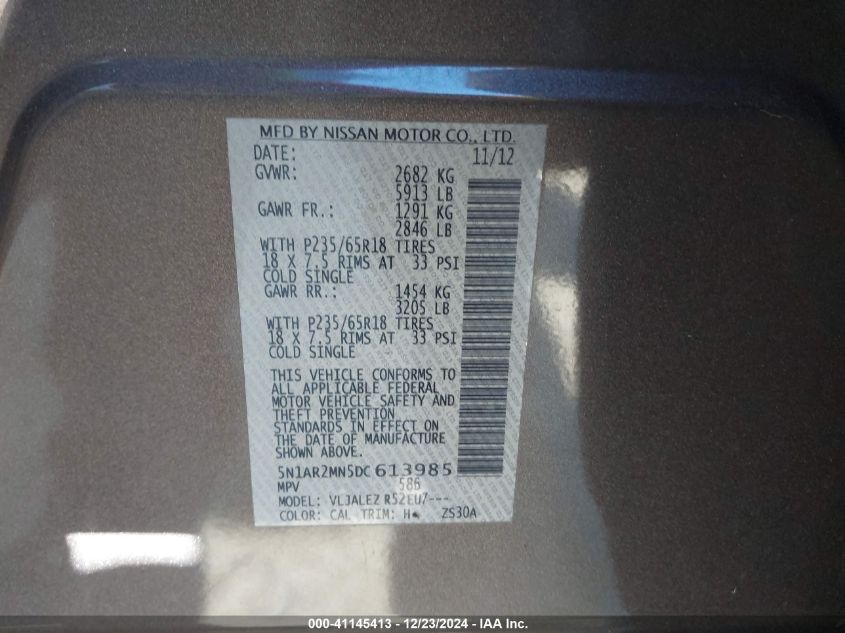 MFD BY NISSAN MOTOR CO., LTD.
DATE: 11/12
GVWR: 2682 KG
5913 LB
GAWR FR.: 1291 KG
2846 LB
WITH P235/65R18 TIRES
18 X 7.5 RIMS AT 33 PSI
COLD SINGLE
GAWR RR.: 1454 KG
3205 LB
WITH P235/65R18 TIRES
18 X 7.5 RIMS AT 33 PSI
COLD SINGLE
THIS VEHICLE CONFORMS TO
ALL APPLICABLE FEDERAL
MOTOR VEHICLE SAFETY AND
THEFT PREVENTION
STANDARDS IN EFFECT ON
THE DATE OF MANUFACTURE
SHOWN ABOVE.
5N1AR2MN5DC613985
MPV 586
MODEL: VLJALEZ R52EU7---
COLOR: CAL TRIM: H ZS30A
000-41145413 - 12/23/2024 - IAA Inc.